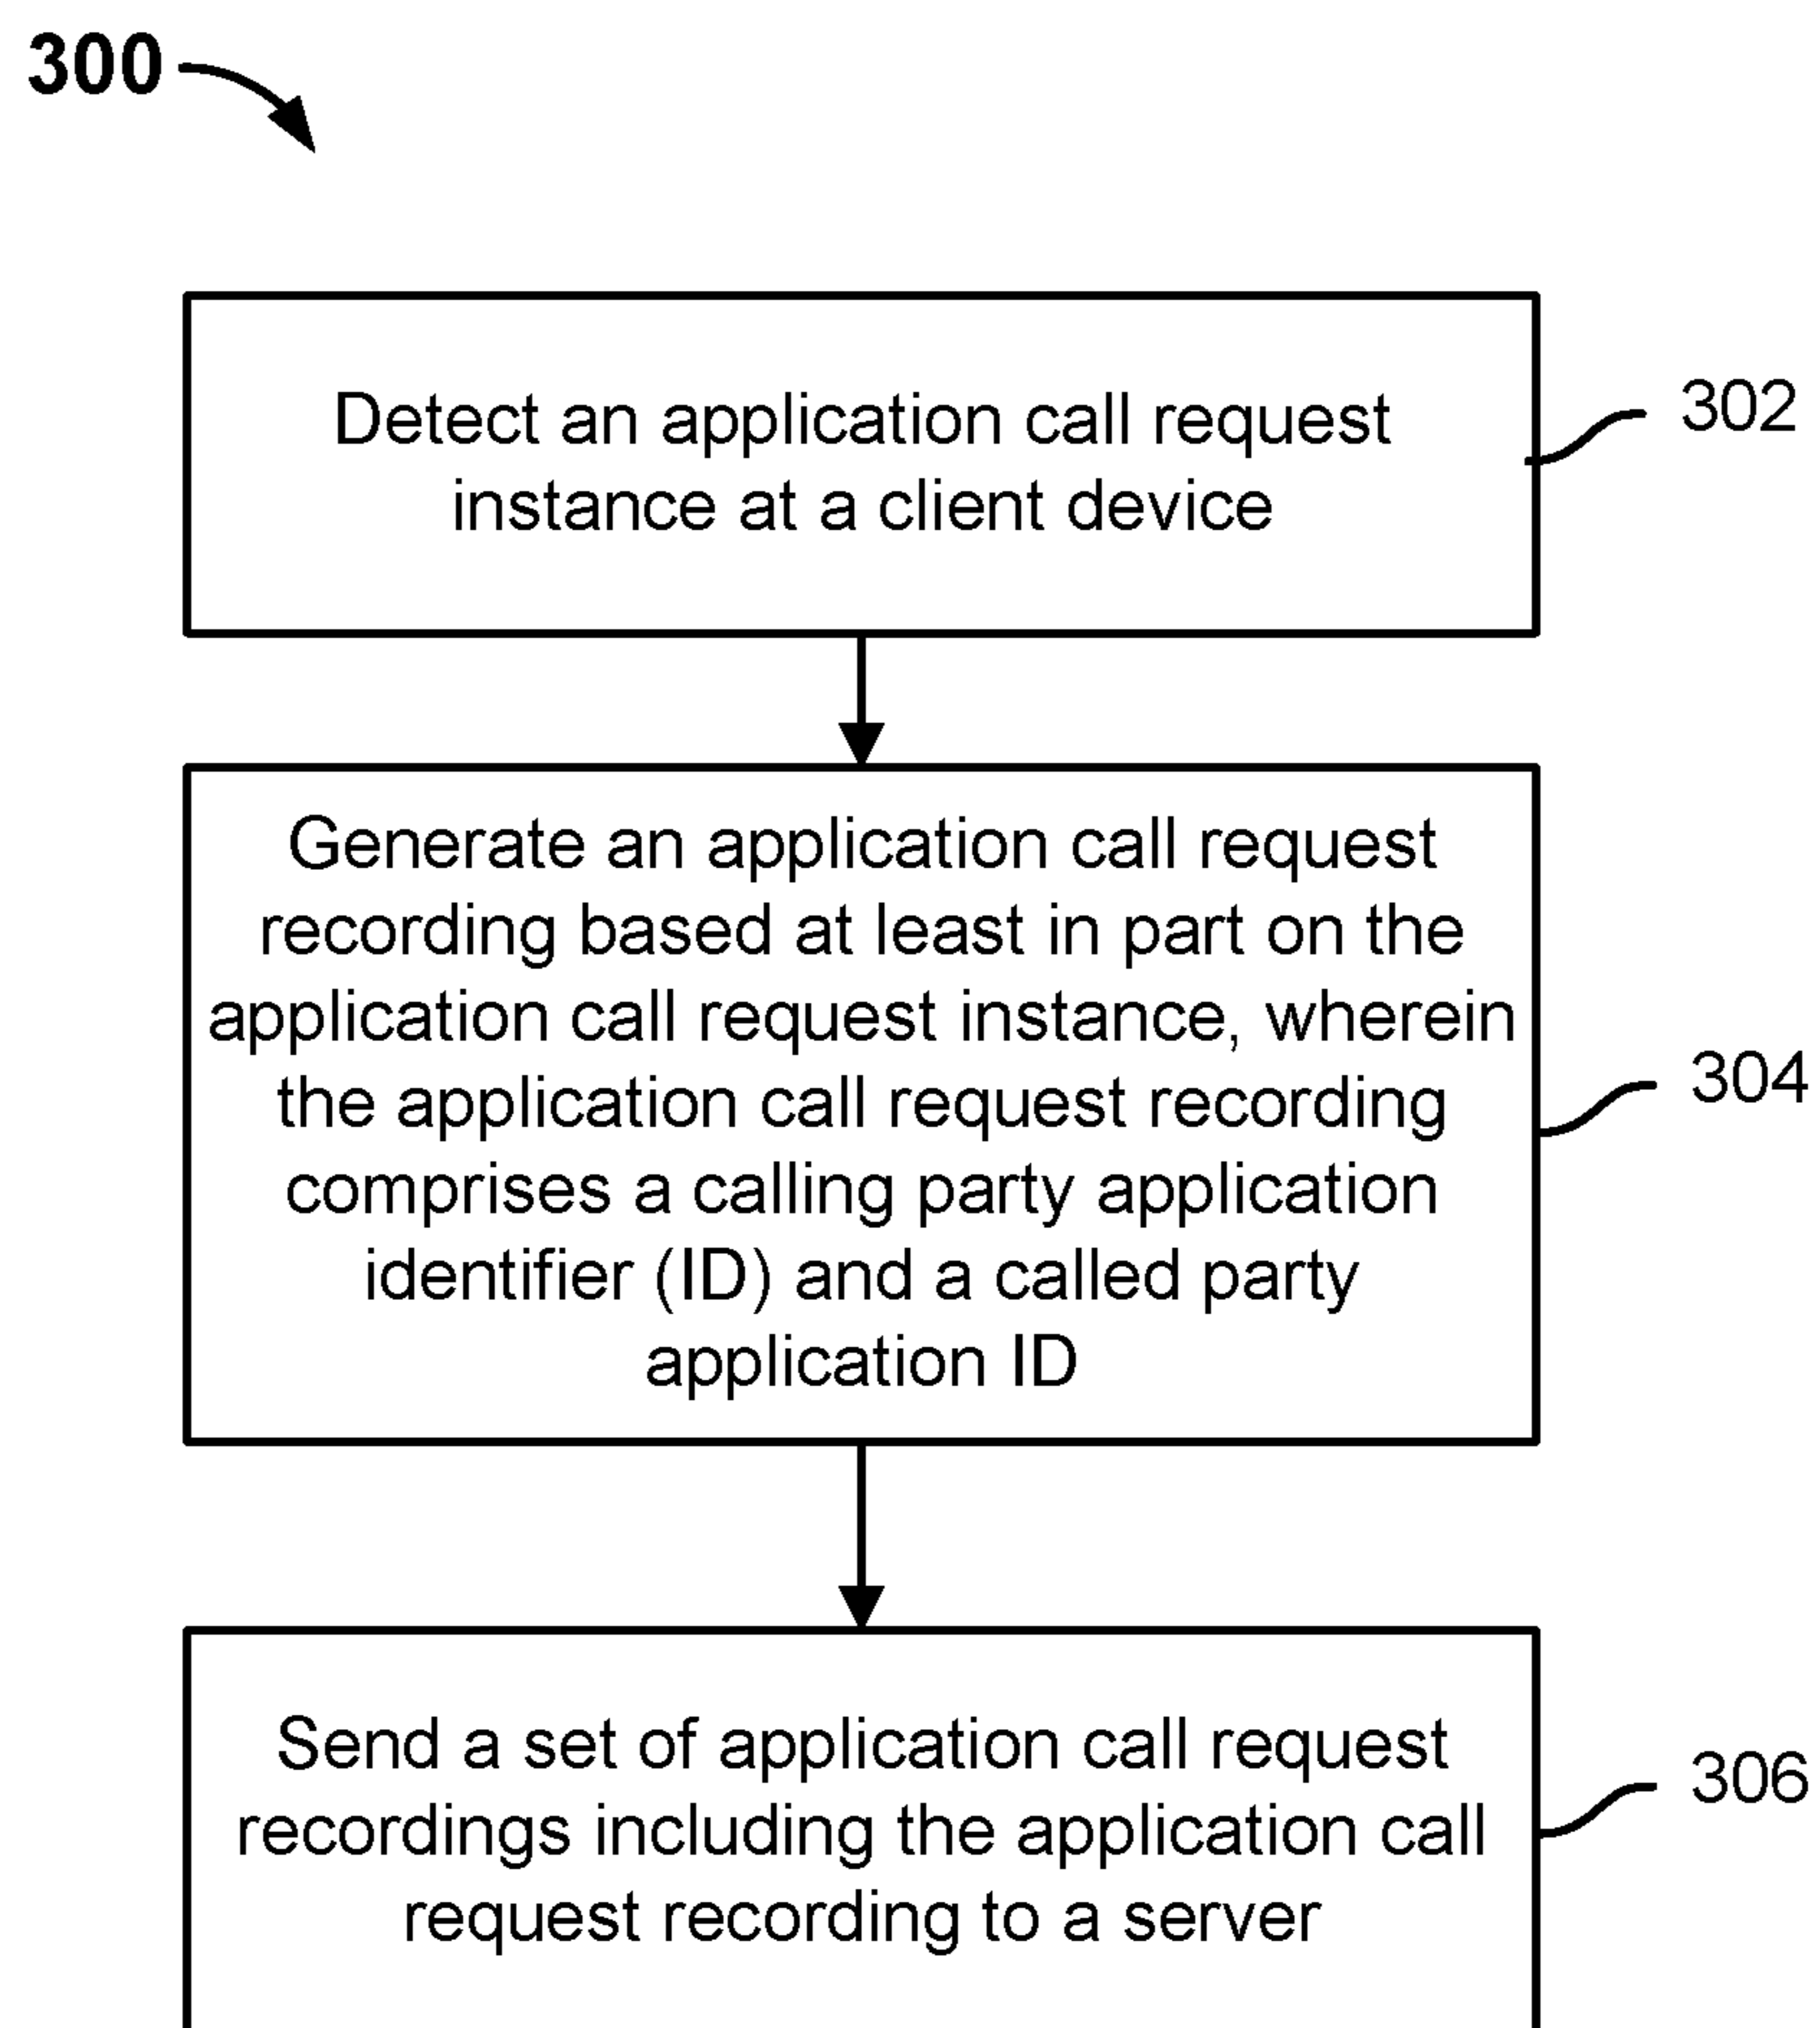 300
Detect an application call request
instance at a client device
302
Generate an application call request
recording based at least in part on the
application call request instance, wherein
the application call request recording
comprises a calling party application
identifier (ID) and a called party
application ID
304
Send a set of application call request
recordings including the application call
request recording to a server
306